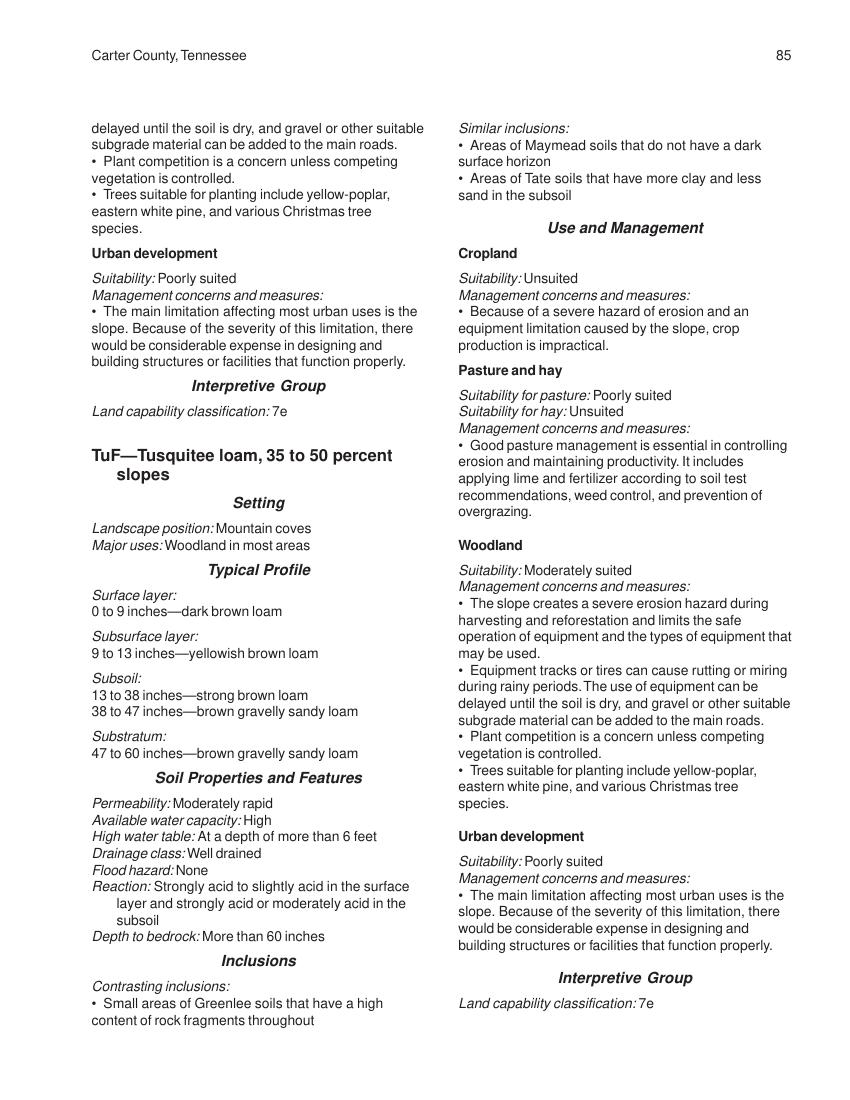 Carter County, Tennessee
85
delayed until the soil is dry, and gravel or other suitable
subgrade material can be added to the main roads.
• Plant competition is a concern unless competing
vegetation is controlled.
• Trees suitable for planting include yellow-poplar,
eastern white pine, and various Christmas tree
species.
Urban development
Suitability: Poorly suited
Management concerns and measures:
• The main limitation affecting most urban uses is the
slope. Because of the severity of this limitation, there
would be considerable expense in designing and
building structures or facilities that function properly.
Interpretive Group
Land capability classification: 7e
TuF—Tusquitee loam, 35 to 50 percent
slopes
Setting
Landscape position: Mountain coves
Major uses: Woodland in most areas
Typical Profile
Surface layer:
0 to 9 inches—dark brown loam
Subsurface layer:
9 to 13 inches—yellowish brown loam
Subsoil:
13 to 38 inches—strong brown loam
38 to 47 inches—brown gravelly sandy loam
Substratum:
47 to 60 inches—brown gravelly sandy loam
Soil Properties and Features
Permeability: Moderately rapid
Available water capacity: High
High water table: At a depth of more than 6 feet
Drainage class: Well drained
Flood hazard: None
Reaction: Strongly acid to slightly acid in the surface
layer and strongly acid or moderately acid in the
subsoil
Depth to bedrock: More than 60 inches
Inclusions
Contrasting inclusions:
• Small areas of Greenlee soils that have a high
content of rock fragments throughout
Similar inclusions:
• Areas of Maymead soils that do not have a dark
surface horizon
• Areas of Tate soils that have more clay and less
sand in the subsoil
Use and Management
Cropland
Suitability: Unsuited
Management concerns and measures:
• Because of a severe hazard of erosion and an
equipment limitation caused by the slope, crop
production is impractical.
Pasture and hay
Suitability for pasture: Poorly suited
Suitability for hay: Unsuited
Management concerns and measures:
• Good pasture management is essential in controlling
erosion and maintaining productivity. It includes
applying lime and fertilizer according to soil test
recommendations, weed control, and prevention of
overgrazing.
Woodland
Suitability: Moderately suited
Management concerns and measures:
• The slope creates a severe erosion hazard during
harvesting and reforestation and limits the safe
operation of equipment and the types of equipment that
may be used.
• Equipment tracks or tires can cause rutting or miring
during rainy periods. The use of equipment can be
delayed until the soil is dry, and gravel or other suitable
subgrade material can be added to the main roads.
• Plant competition is a concern unless competing
vegetation is controlled.
• Trees suitable for planting include yellow-poplar,
eastern white pine, and various Christmas tree
species.
Urban development
Suitability: Poorly suited
Management concerns and measures:
• The main limitation affecting most urban uses is the
slope. Because of the severity of this limitation, there
would be considerable expense in designing and
building structures or facilities that function properly.
Interpretive Group
Land capability classification: 7e